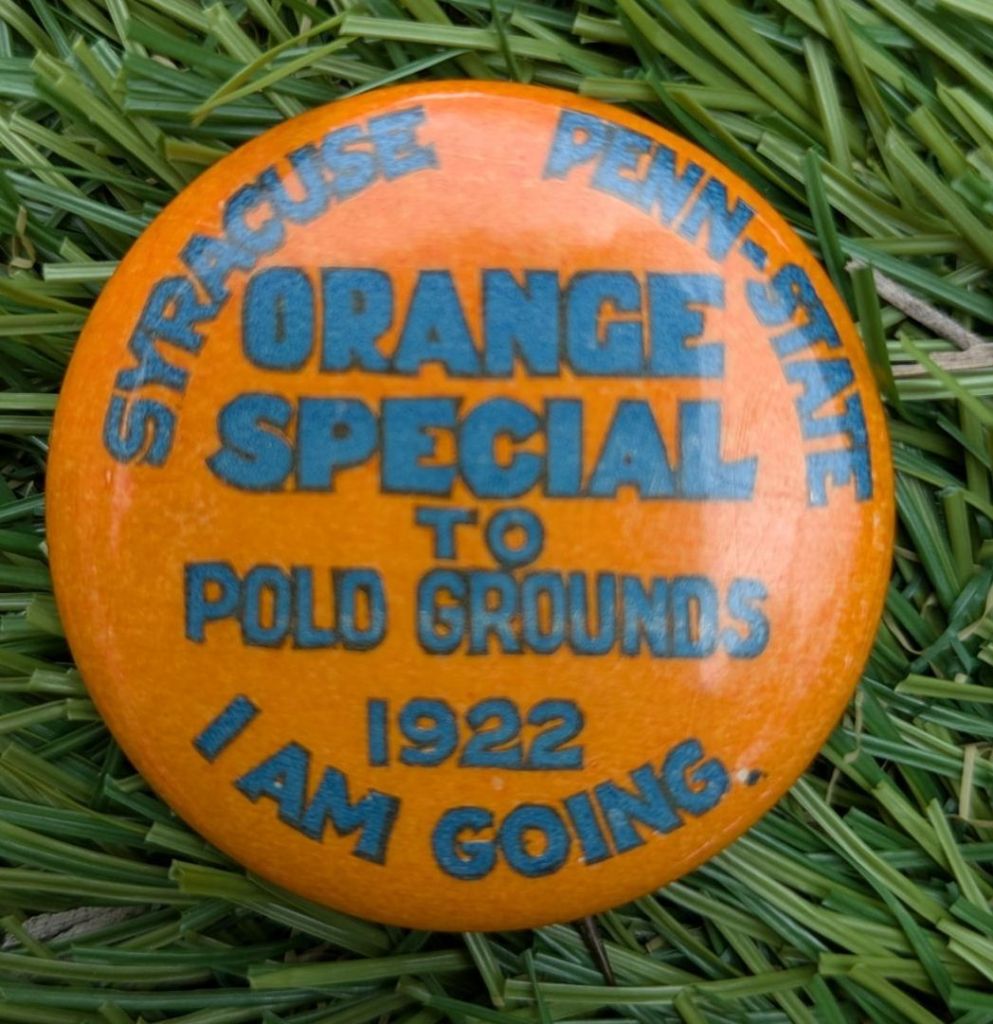 SYRACUSE PENN-STATE
ORANGE
SPECIAL
TO
POLO GROUNDS
1922
I AM GOING.